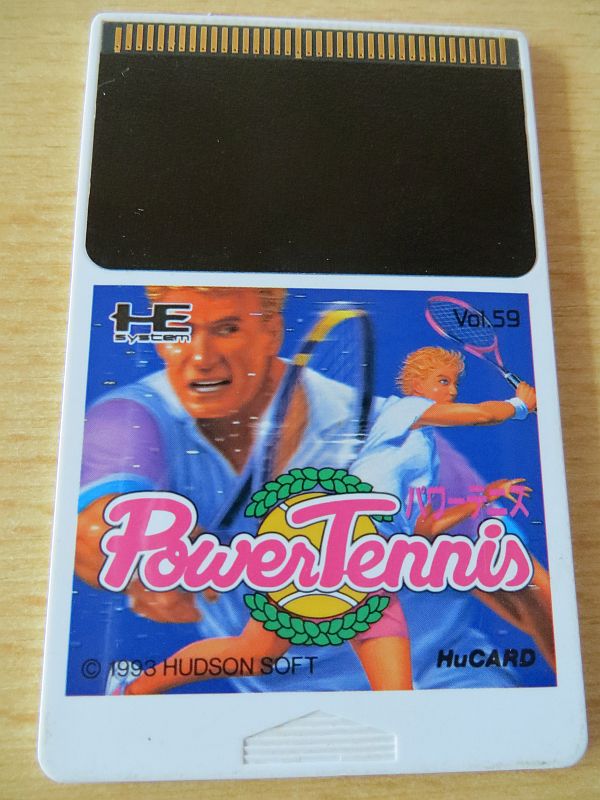 HE
system
Vol.59
パワーテニス
PowerTennis
© 1993 HUDSON SOFT
HuCARD